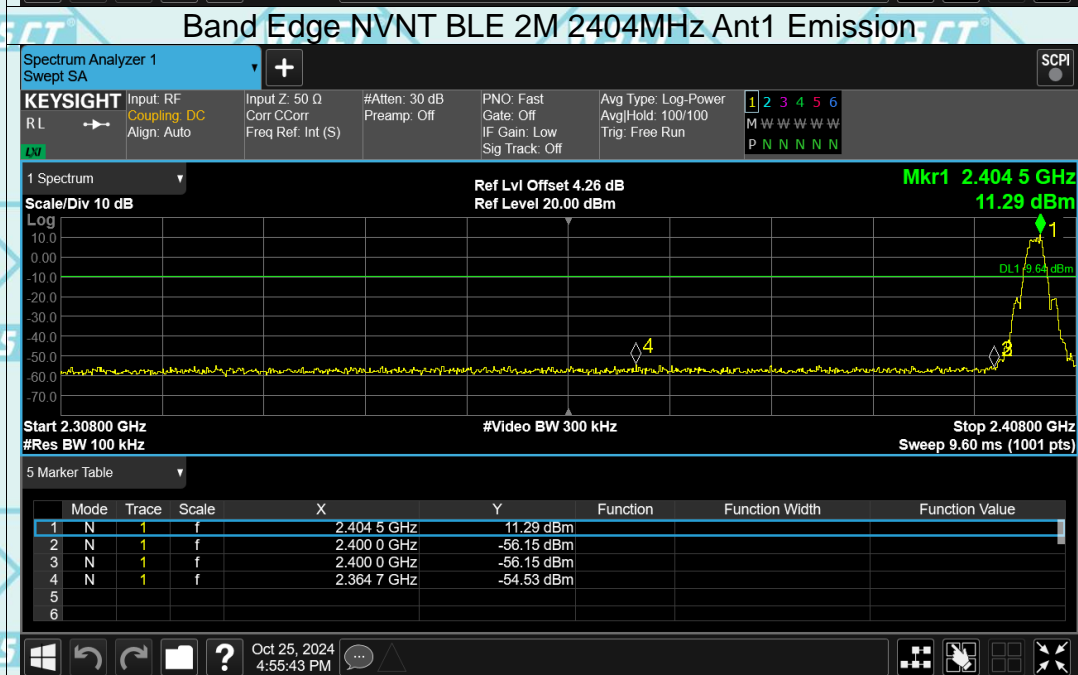 Band Edge NVNT BLE 2M 2404MHz Ant1 Emission
Spectrum Analyzer 1
Swept SA
+
SCPI
KEYSIGHT
R L
LXI
Input: RF
Coupling: DC
Align: Auto
Input Z: 50 Ω
Corr CCorr
Freq Ref: Int (S)
#Atten: 30 dB
Preamp: Off
PNO: Fast
Gate: Off
IF Gain: Low
Sig Track: Off
Avg Type: Log-Power
Avg|Hold: 100/100
Trig: Free Run
1 2 3 4 5 6
M W W W W W
P N N N N N
1 Spectrum
Scale/Div 10 dB
Ref Lvl Offset 4.26 dB
Ref Level 20.00 dBm
Mkr1 2.404 5 GHz
11.29 dBm
Log
10.0
0.00
-10.0
-20.0
-30.0
-40.0
-50.0
-60.0
-70.0
1
DL1 -9.64 dBm
4
3
Start 2.30800 GHz
#Video BW 300 kHz
Stop 2.40800 GHz
#Res BW 100 kHz
Sweep 9.60 ms (1001 pts)
5 Marker Table
Mode Trace Scale X Y Function Function Width Function Value
1 N 1 f 2.404 5 GHz 11.29 dBm
2 N 1 f 2.400 0 GHz -56.15 dBm
3 N 1 f 2.400 0 GHz -56.15 dBm
4 N 1 f 2.364 7 GHz -54.53 dBm
5
6
?
Oct 25, 2024
4:55:43 PM